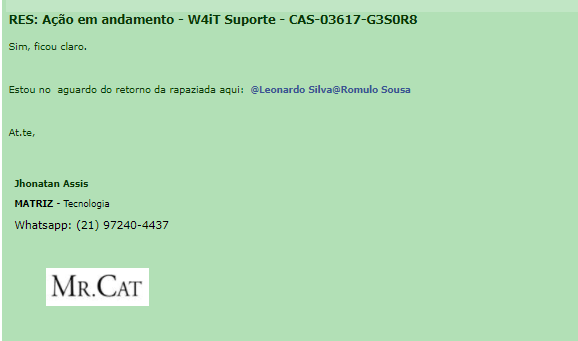 RES: Ação em andamento - W4iT Suporte - CAS-03617-G3S0R8
Sim, ficou claro.
Estou no  aguardo do retorno da rapaziada aqui:  @Leonardo Silva@Romulo Sousa
At.te,
Jhonatan Assis
MATRIZ - Tecnologia
Whatsapp: (21) 97240-4437
MR.CAT